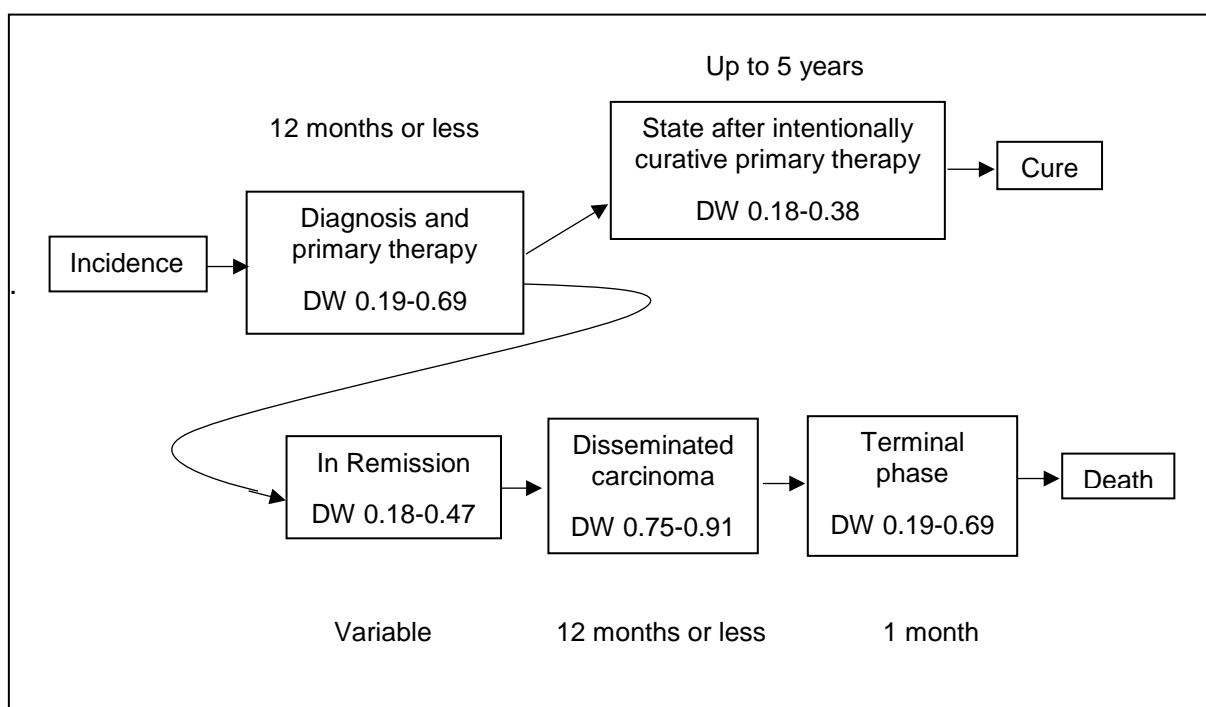 Up to 5 years
12 months or less
State after intentionally
curative primary therapy
DW 0.18-0.38
Cure
Diagnosis and
primary therapy
DW 0.19-0.69
Incidence
.
In Remission
DW 0.18-0.47
Disseminated
carcinoma
DW 0.75-0.91
Terminal
phase
DW 0.19-0.69
Death
Variable
12 months or less
1 month